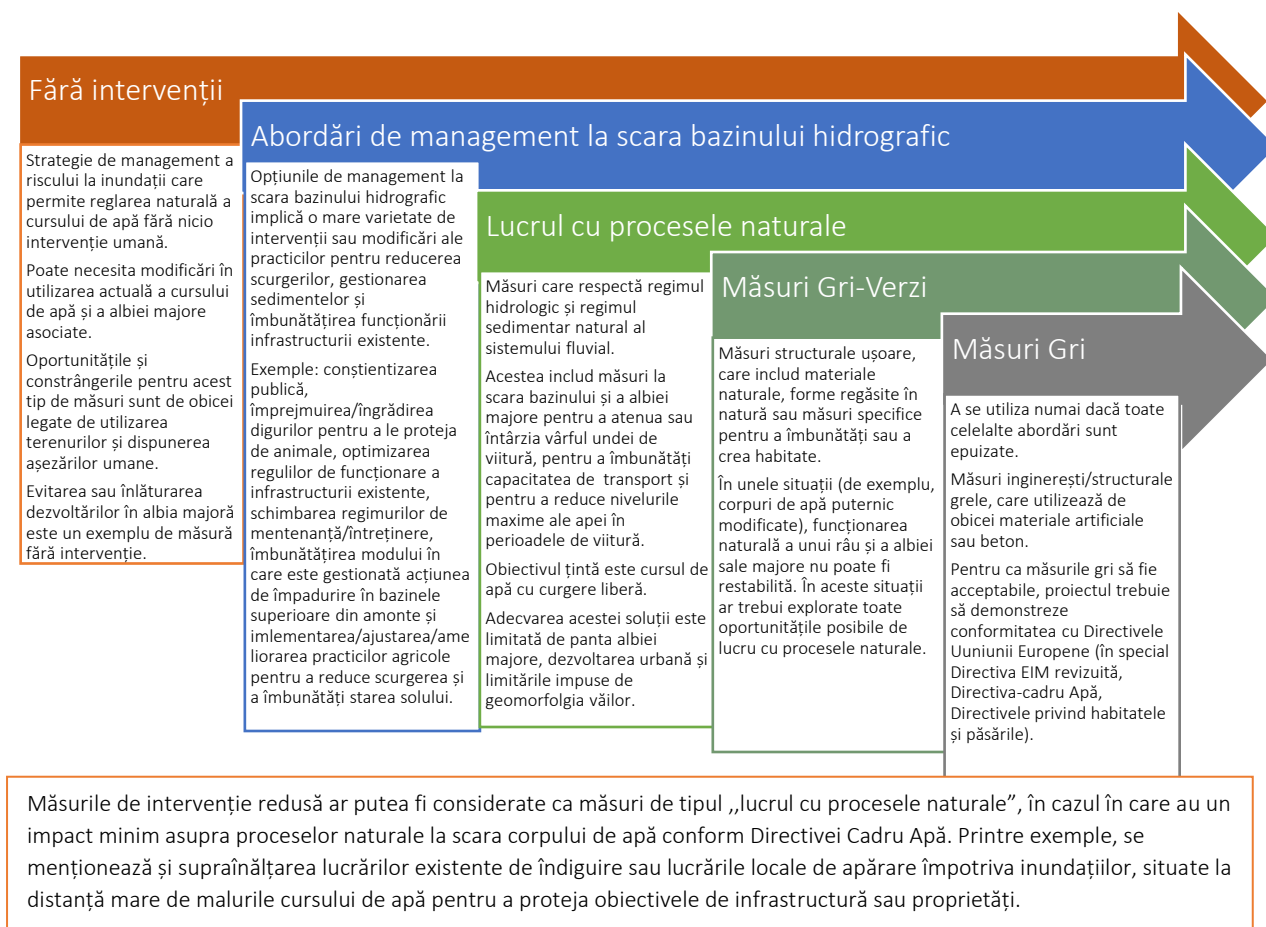 Fără intervenții
Strategie de management a
riscului la inundații care
permite reglarea naturală a
cursului de apă fără nicio
intervenție umană.
Poate necesita modificări în
utilizarea actuală a cursului
de apă și a albiei majore
asociate.
Oportunitățile și
constrângerile pentru acest
tip de măsuri sunt de obicei
legate de utilizarea
terenurilor și dispunerea
așezărilor umane.
Evitarea sau înlăturarea
dezvoltărilor în albia majoră
este un exemplu de măsură
fără intervenție.
Abordări de management la scara bazinului hidrografic
Opțiunile de management la
scara bazinului hidrografic
implică o mare varietate de
intervenții sau modificări ale
practicilor pentru reducerea
scurgerilor, gestionarea
sedimentelor și
îmbunătățirea funcționării
infrastructurii existente.
Exemple: conștientizarea
publică,
împrejmuirea/îngrădirea
digurilor pentru a le proteja
de animale, optimizarea
regulilor de funcționare a
infrastructurii existente,
schimbarea regimurilor de
mentenanță/întreținere,
îmbunătățirea modului în
care este gestionată acțiunea
de împadurire în bazinele
superioare din amonte și
imlementarea/ajustarea/ame
liorarea practicilor agricole
pentru a reduce scurgerea și
a îmbunătăți starea solului.
Lucrul cu procesele naturale
Măsuri care respectă regimul
hidrologic și regimul
sedimentar natural al
sistemului fluvial.
Acestea includ măsuri la
scara bazinului și a albiei
majore pentru a atenua sau
întârzia vârful undei de
viitură, pentru a îmbunătăți
capacitatea de transport și
pentru a reduce nivelurile
maxime ale apei în
perioadele de viitură.
Obiectivul țintă este cursul de
apă cu curgere liberă.
Adecvarea acestei soluții este
limitată de panta albiei
majore, dezvoltarea urbană și
limitările impuse de
geomorfolgia văilor.
Măsuri Gri-Verzi
Măsuri structurale ușoare,
care includ materiale
naturale, forme regăsite în
natură sau măsuri specifice
pentru a îmbunătăți sau a
crea habitate.
În unele situații (de exemplu,
corpuri de apă puternic
modificate), funcționarea
naturală a unui râu și a albiei
sale majore nu poate fi
restabilită. În aceste situații
ar trebui explorate toate
oportunitățile posibile de
lucru cu procesele naturale.
Măsuri Gri
A se utiliza numai dacă toate
celelalte abordări sunt
epuizate.
Măsuri inginerești/structurale
grele, care utilizează de
obicei materiale artificiale
sau beton.
Pentru ca măsurile gri să fie
acceptabile, proiectul trebuie
să demonstreze
conformitatea cu Directivele
Uuniunii Europene (în special
Directiva EIM revizuită,
Directiva-cadru Apă,
Directivele privind habitatele
și păsările).
Măsurile de intervenție redusă ar putea fi considerate ca măsuri de tipul ,,lucrul cu procesele naturale”, în cazul în care au un
impact minim asupra proceselor naturale la scara corpului de apă conform Directivei Cadru Apă. Printre exemple, se
menționează și supraînălțarea lucrărilor existente de îndiguire sau lucrările locale de apărare împotriva inundațiilor, situate la
distanță mare de malurile cursului de apă pentru a proteja obiectivele de infrastructură sau proprietăți.